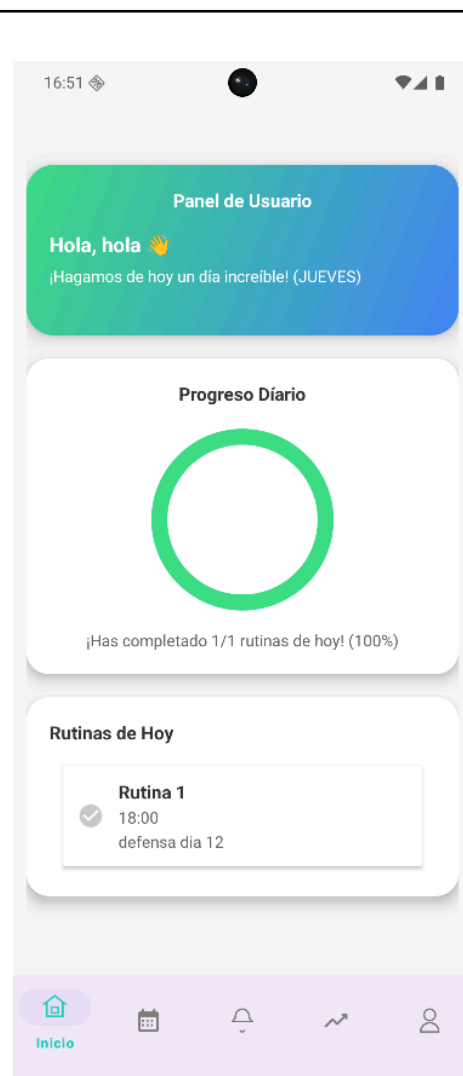 16:51
Panel de Usuario
Hola, hola 👋
¡Hagamos de hoy un día increíble! (JUEVES)
Progreso Díario
¡Has completado 1/1 rutinas de hoy! (100%)
Rutinas de Hoy
Rutina 1
18:00
defensa dia 12
Inicio